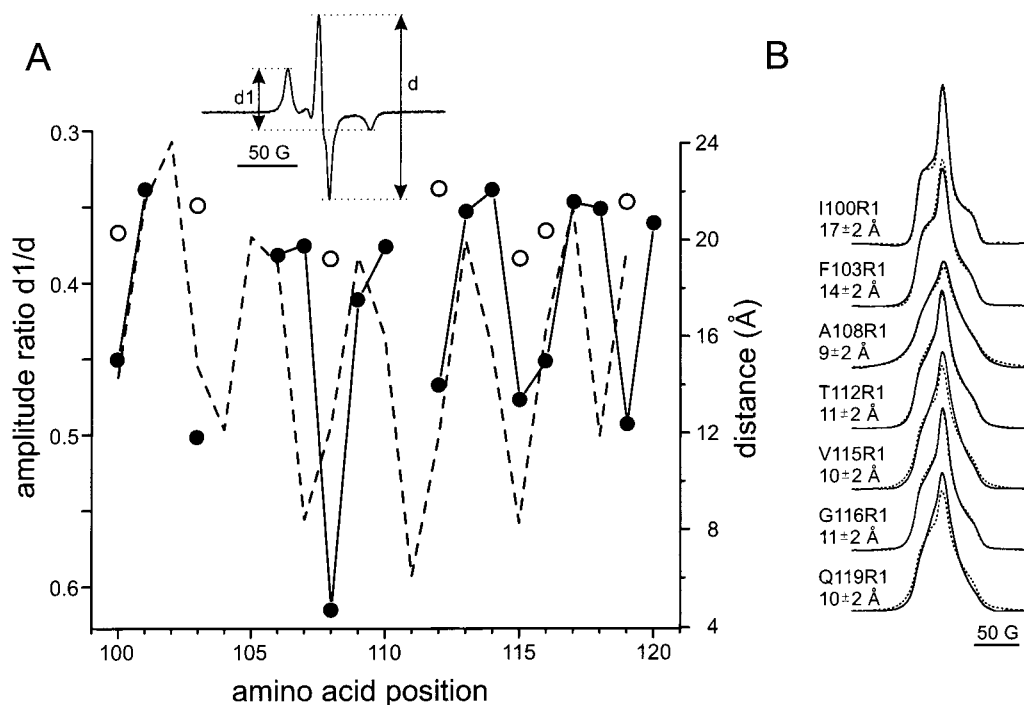 A
d1
d
50 G
amplitude ratio d1/d
0.3
0.4
0.5
0.6
100
105
110
115
120
amino acid position
24
20
16
12
8
4
distance (Å)
B
I100R1
17±2 Å
F103R1
14±2 Å
A108R1
9±2 Å
T112R1
11±2 Å
V115R1
10±2 Å
G116R1
11±2 Å
Q119R1
10±2 Å
50 G